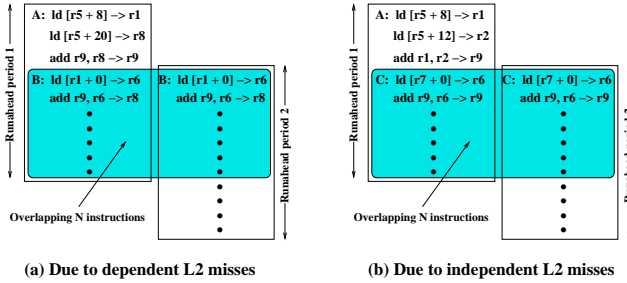 Runahead period 1
A: ld [r5 + 8] −> r1
ld [r5 + 20] −> r8
add r9, r8 −> r9
B: ld [r1 + 0] −> r6
add r9, r6 −> r8
B: ld [r1 + 0] −> r6
add r9, r6 −> r8
Runahead period 2
Overlapping N instructions
(a) Due to dependent L2 misses
Runahead period 1
A: ld [r5 + 8] −> r1
ld [r5 + 12] −> r2
add r1, r2 −> r9
C: ld [r7 + 0] −> r6
add r9, r6 −> r9
C: ld [r7 + 0] −> r6
add r9, r6 −> r9
Runahead period
Overlapping N instructions
(b) Due to independent L2 misses